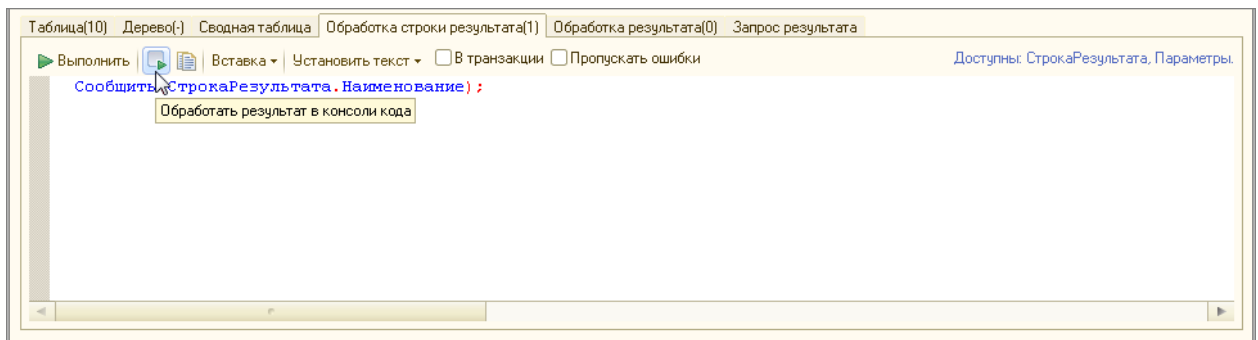 Таблица(10) Дерево(-) Сводная таблица Обработка строки результата(1) Обработка результата(0) Запрос результата
Выполнить Вставка Установить текст В транзакции Пропускать ошибки Доступны: СтрокаРезультата, Параметры.
Сообщить СтрокаРезультата.Наименование);
Обработать результат в консоли кода